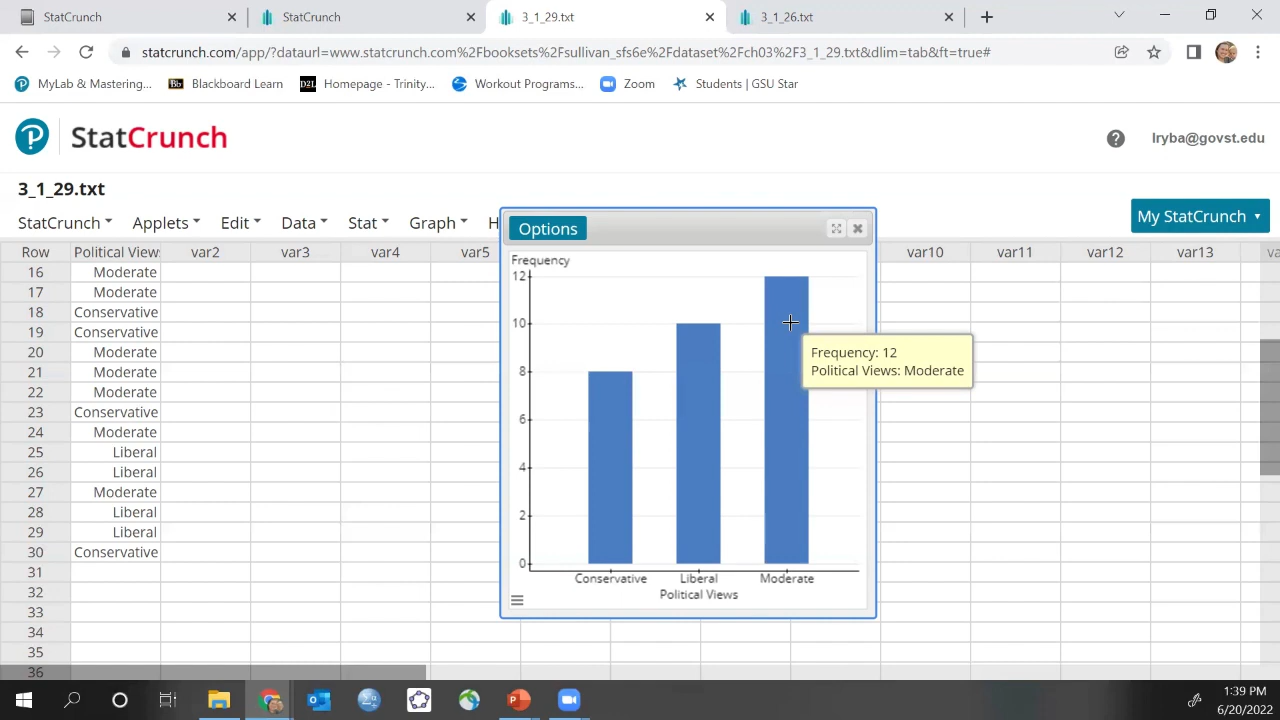 StatCrunch
StatCrunch
3_1_29.txt
3_1_26.txt
statcrunch.com/app/?dataurl=www.statcrunch.com%2Fbooksets%2Fsullivan_sfs6e%2Fdataset%2Fch03%2F3_1_29.txt&dlim=tab&ft=true#
MyLab & Mastering...
Bb Blackboard Learn
D2L Homepage - Trinity...
Workout Programs...
Zoom
Students | GSU Star
P StatCrunch
lryba@govst.edu
3_1_29.txt
StatCrunch Applets Edit Data Stat Graph H
My StatCrunch
Row Political View var2 var3 var4 var5 var10 var11 var12 var13 va
16 Moderate
17 Moderate
18 Conservative
19 Conservative
20 Moderate
21 Moderate
22 Moderate
23 Conservative
24 Moderate
25 Liberal
26 Liberal
27 Moderate
28 Liberal
29 Liberal
30 Conservative
31
32
33
34
35
36
Options
Frequency
12
10
8
6
4
2
0
Conservative Liberal Moderate
Political Views
Frequency: 12
Political Views: Moderate
1:39 PM
6/20/2022